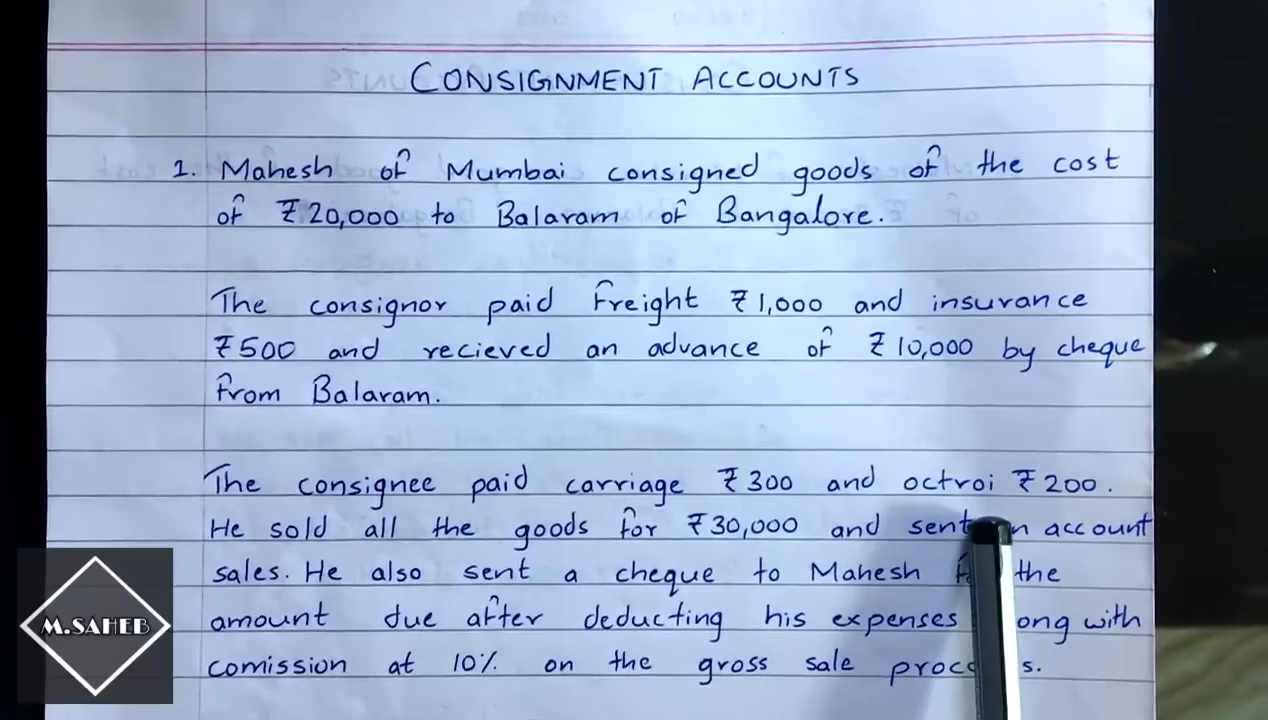 CONSIGNMENT ACCOUNTS
1. Mahesh of Mumbai consigned goods of the cost
of ₹20,000 to Balaram of Bangalore.
The consignor paid freight ₹1,000 and insurance
₹500 and recieved an advance of ₹10,000 by cheque
from Balaram.
The consignee paid carriage ₹300 and octroi ₹200.
He sold all the goods for ₹30,000 and sent account
sales. He also sent a cheque to Mahesh the
amount due after deducting his expenses with
comission at 10% on the gross sale
M.SAHEB